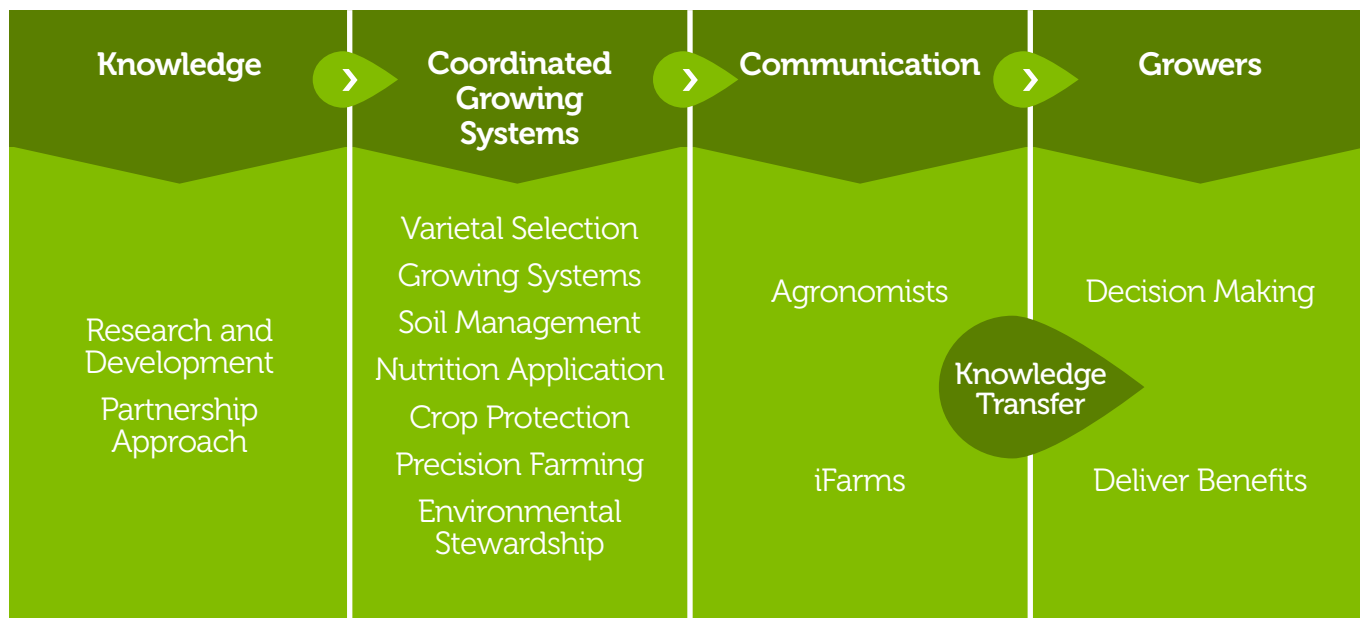 Knowledge
Research and
Development
Partnership
Approach
Coordinated
Growing
Systems
Varietal Selection
Growing Systems
Soil Management
Nutrition Application
Crop Protection
Precision Farming
Environmental
Stewardship
Communication
Agronomists
iFarms
Knowledge
Transfer
Growers
Decision Making
Deliver Benefits